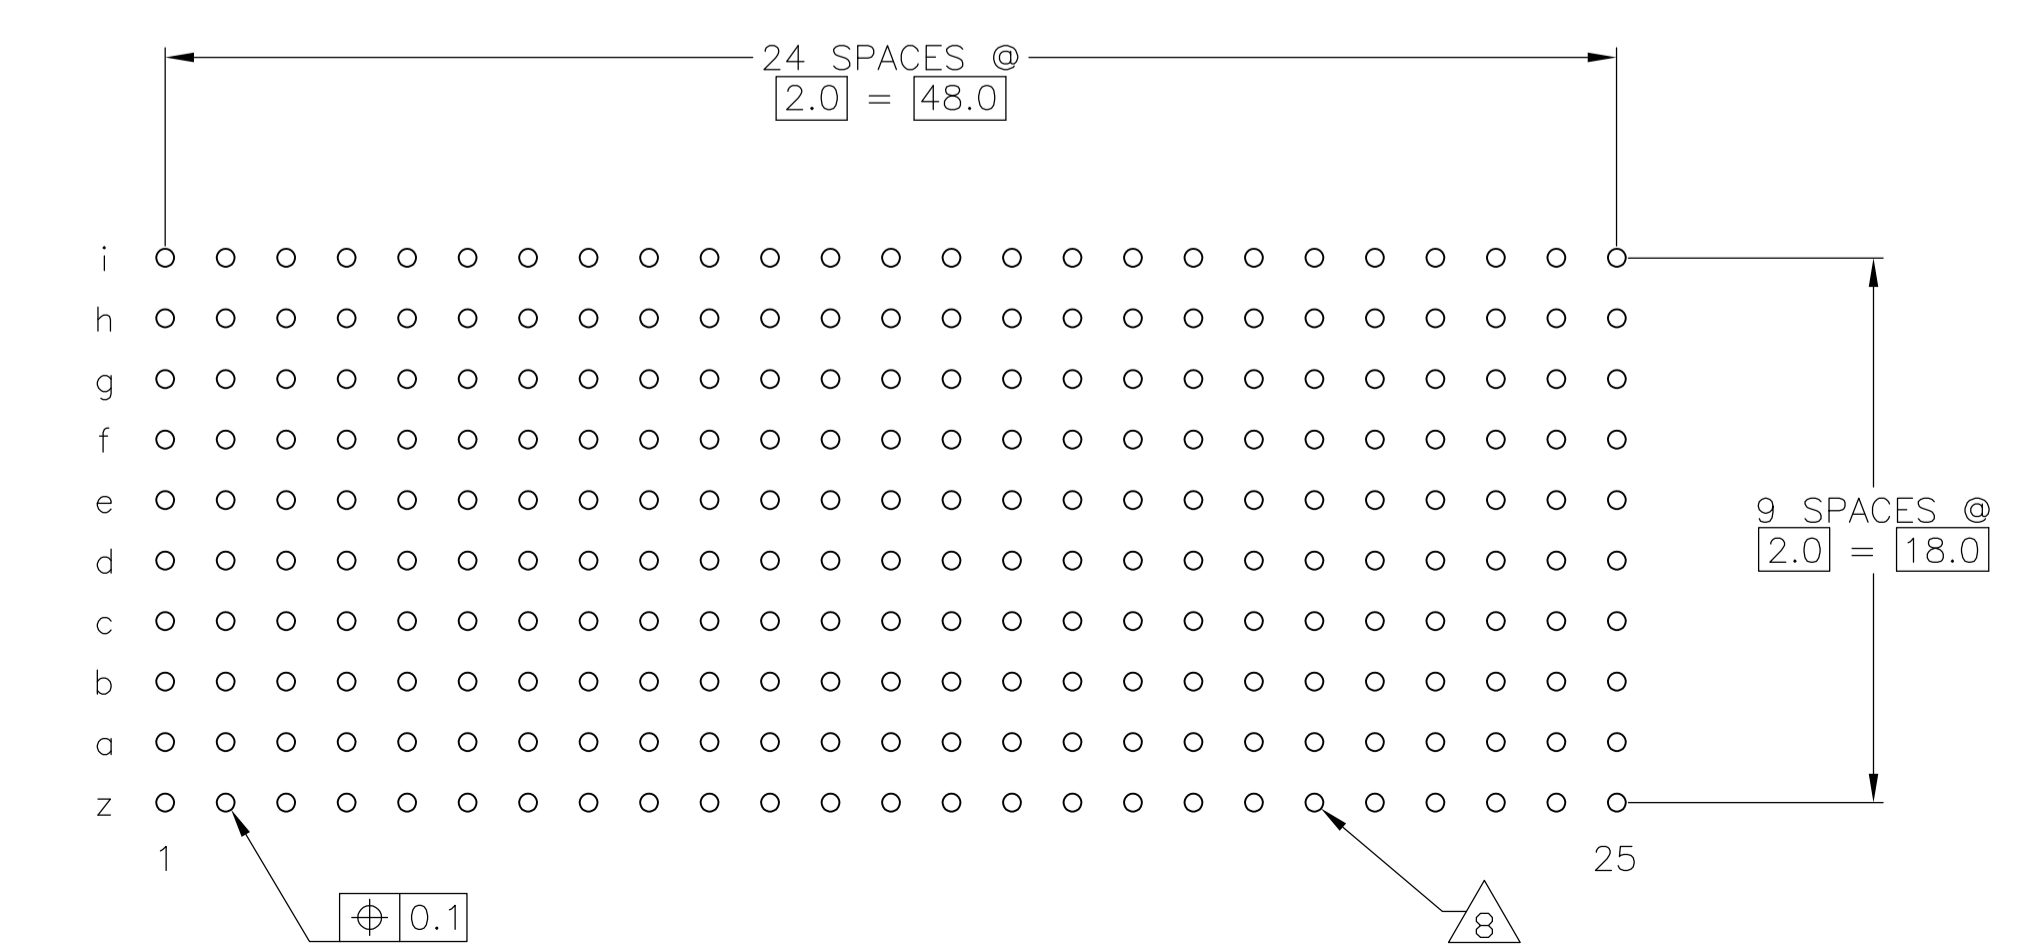 24 SPACES @
2.0 = 48.0
i
h
g
f
e
d
c
b
a
z
9 SPACES @
2.0 = 18.0
1
25
⌖ 0.1
8